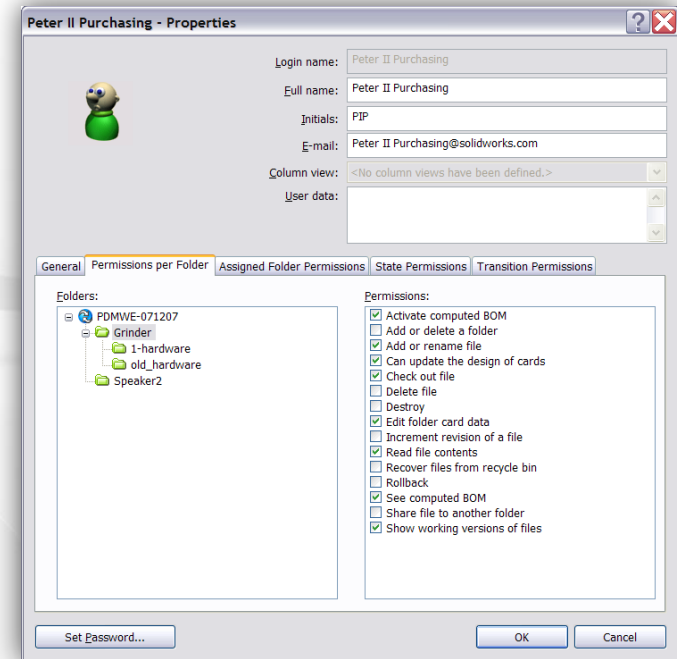 Peter II Purchasing - Properties
Login name: Peter II Purchasing
Full name: Peter II Purchasing
Initials: PIP
E-mail: Peter II Purchasing@solidworks.com
Column view: <No column views have been defined.>
User data:
General Permissions per Folder Assigned Folder Permissions State Permissions Transition Permissions
Folders:
PDMWE-071207
Grinder
1-hardware
old_hardware
Speaker2
Permissions:
Activate computed BOM
Add or delete a folder
Add or rename file
Can update the design of cards
Check out file
Delete file
Destroy
Edit folder card data
Increment revision of a file
Read file contents
Recover files from recycle bin
Rollback
See computed BOM
Share file to another folder
Show working versions of files
Set Password... OK Cancel